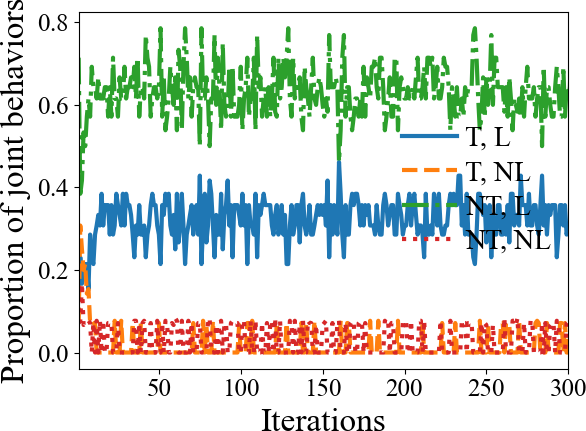 Proportion of joint behaviors
0.8
0.6
0.4
0.2
0.0
T, L
T, NL
NT, L
NT, NL
50
100
150
200
250
300
Iterations